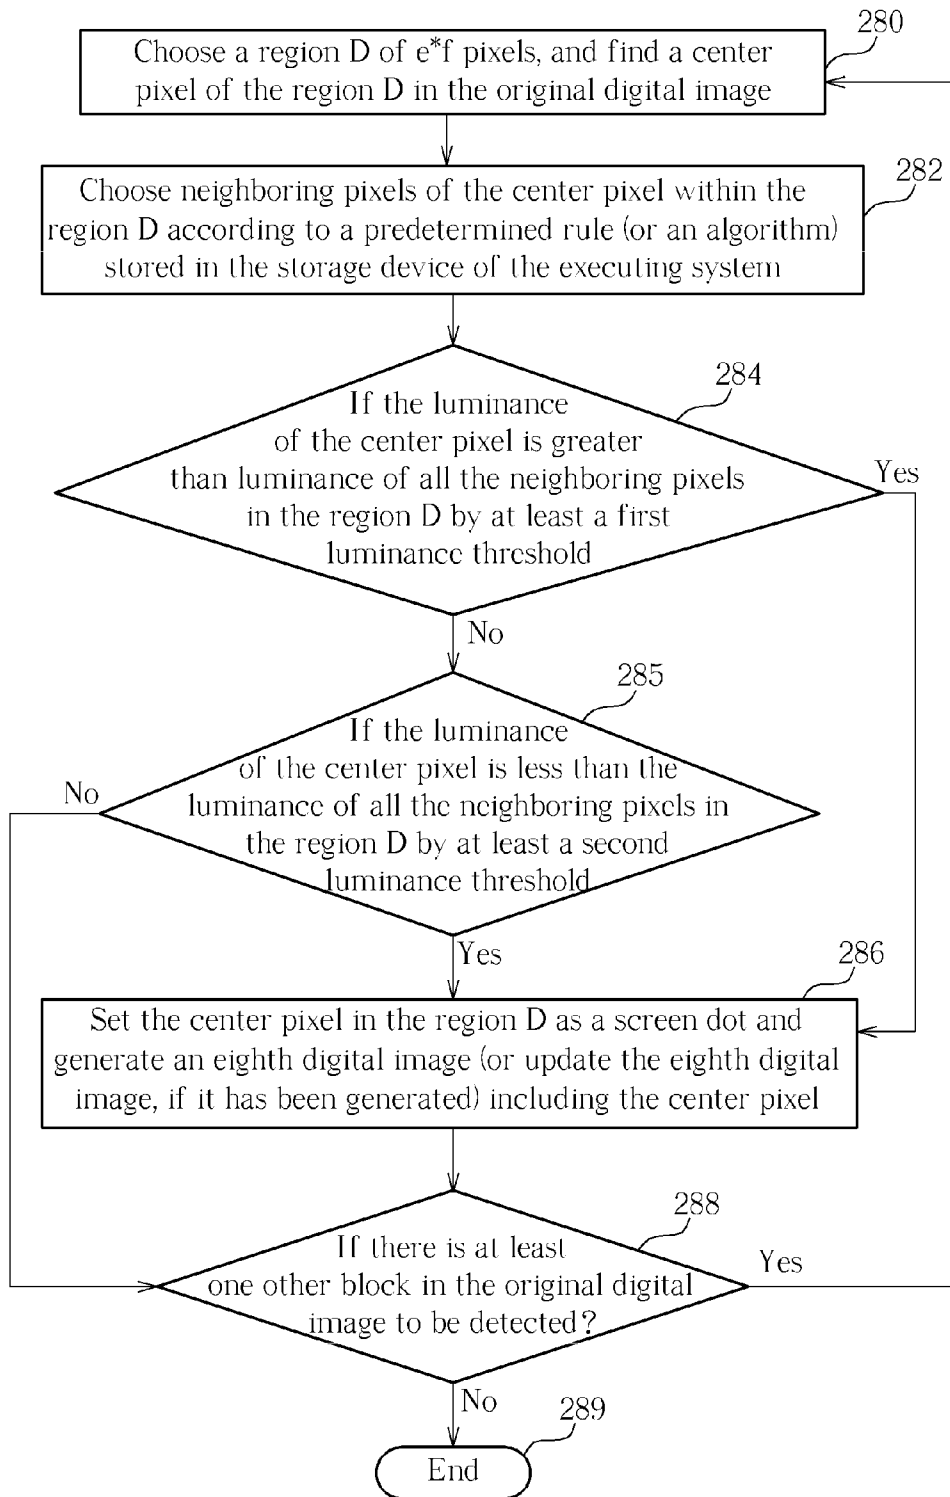 280
Choose a region D of e*f pixels, and find a center
pixel of the region D in the original digital image
282
Choose neighboring pixels of the center pixel within the
region D according to a predetermined rule (or an algorithm)
stored in the storage device of the executing system
284
If the luminance
of the center pixel is greater
than luminance of all the neighboring pixels
in the region D by at least a first
luminance threshold
Yes
No
285
If the luminance
of the center pixel is less than the
luminance of all the neighboring pixels in
the region D by at least a second
luminance threshold
No
Yes
286
Set the center pixel in the region D as a screen dot and
generate an eighth digital image (or update the eighth digital
image, if it has been generated) including the center pixel
288
If there is at least
one other block in the original digital
image to be detected?
Yes
No
289
End